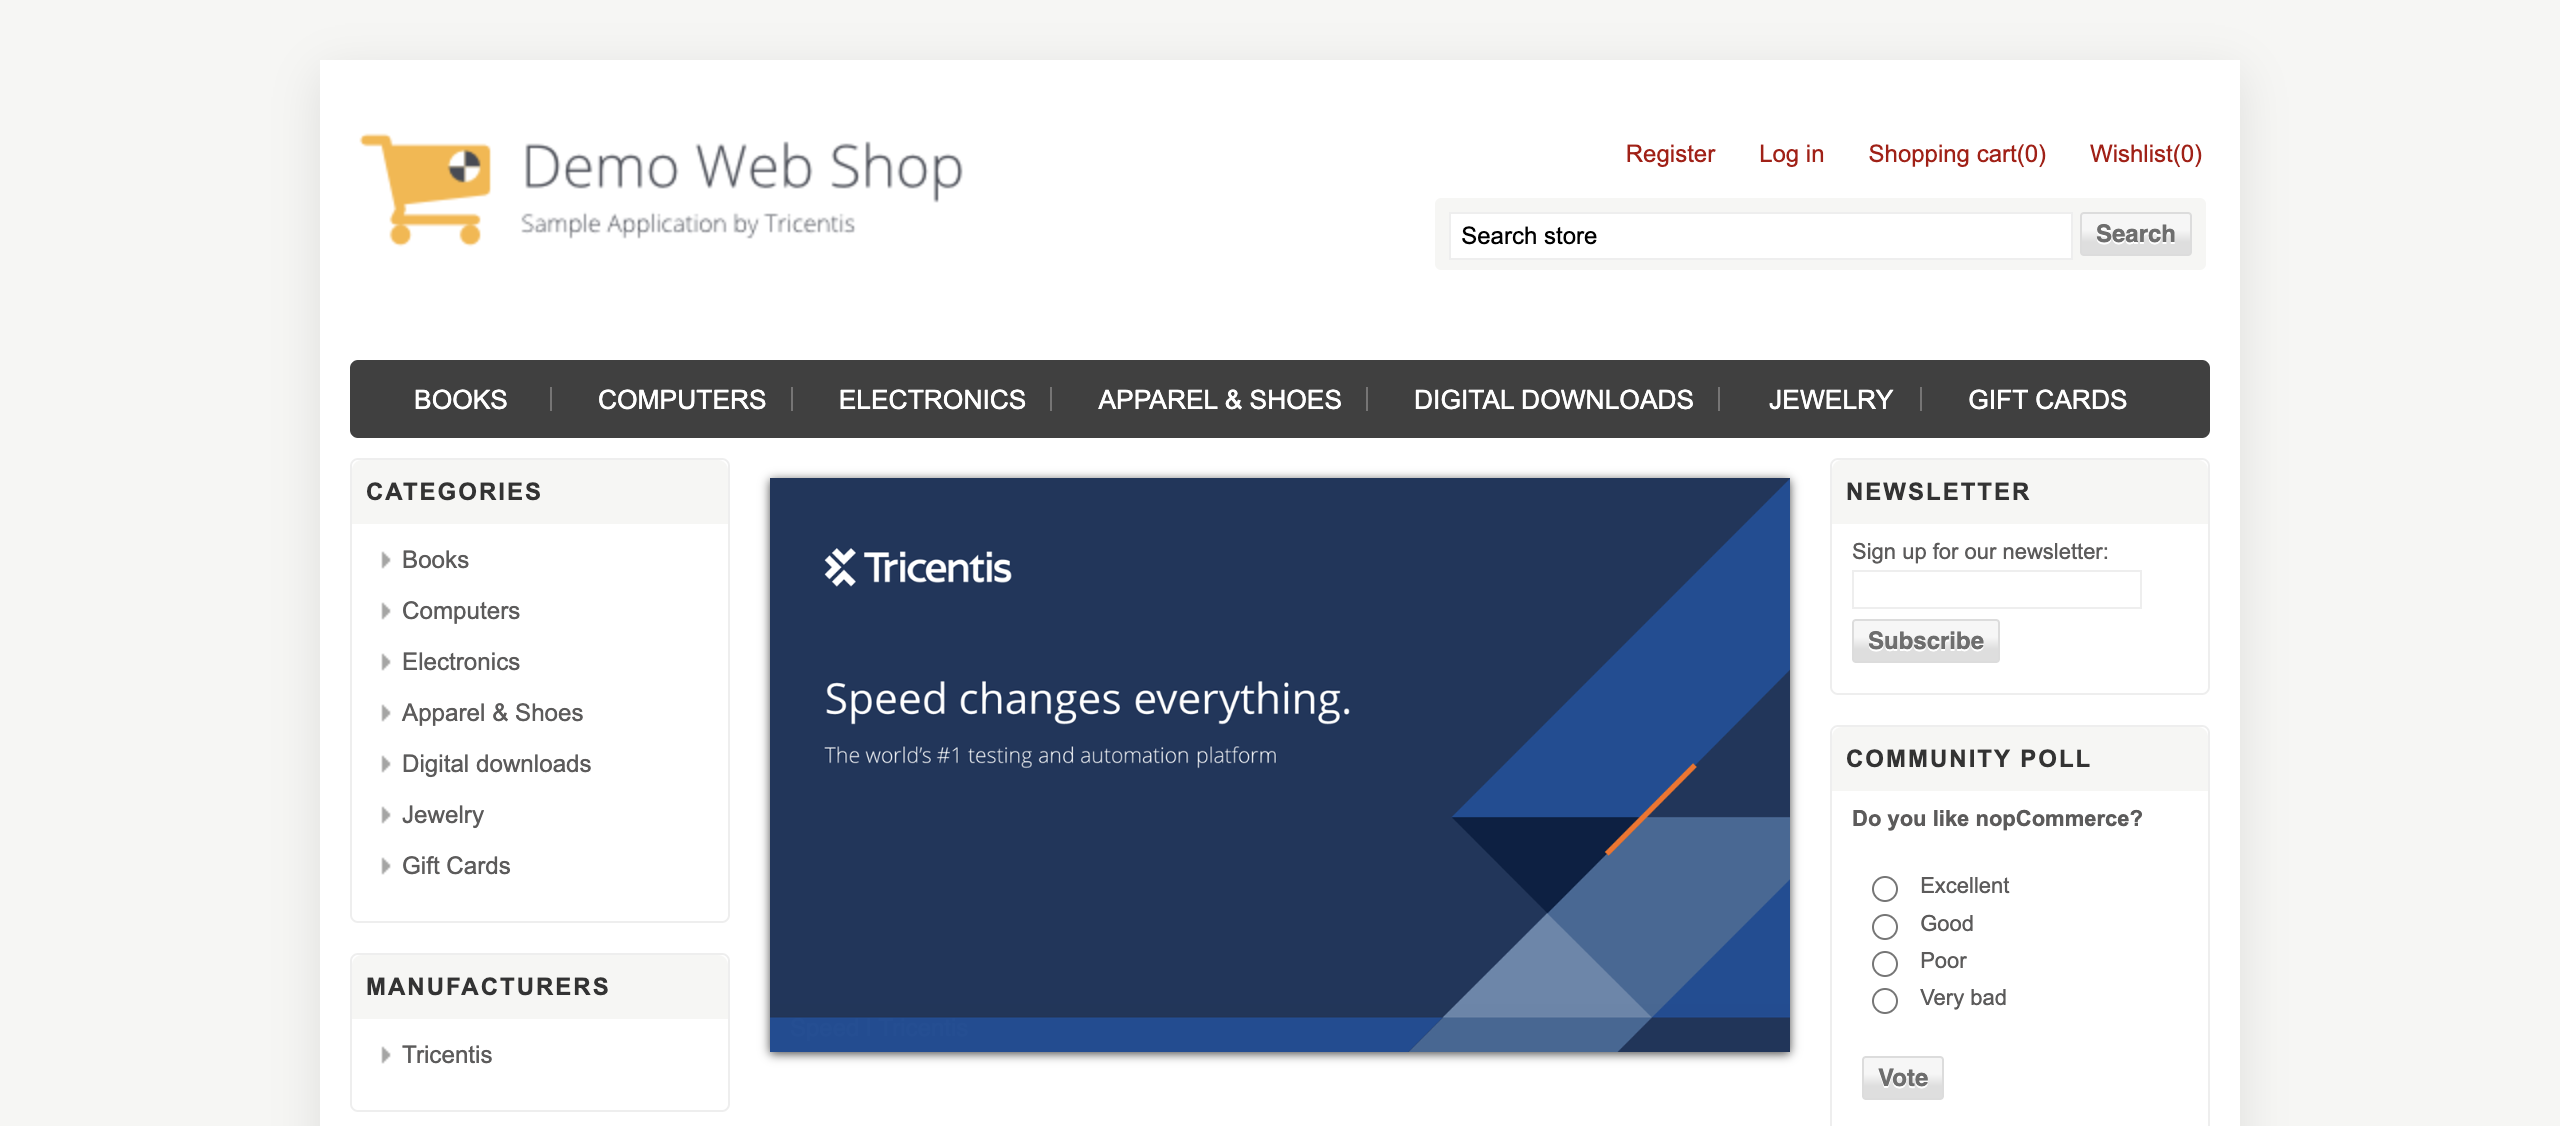 Demo Web Shop
Sample Application by Tricentis
Register Log in Shopping cart(0) Wishlist(0)
Search store Search
BOOKS COMPUTERS ELECTRONICS APPAREL & SHOES DIGITAL DOWNLOADS JEWELRY GIFT CARDS
CATEGORIES
Books
Computers
Electronics
Apparel & Shoes
Digital downloads
Jewelry
Gift Cards
MANUFACTURERS
Tricentis
Tricentis
Speed changes everything.
The world's #1 testing and automation platform
NEWSLETTER
Sign up for our newsletter:
Subscribe
COMMUNITY POLL
Do you like nopCommerce?
Excellent
Good
Poor
Very bad
Vote